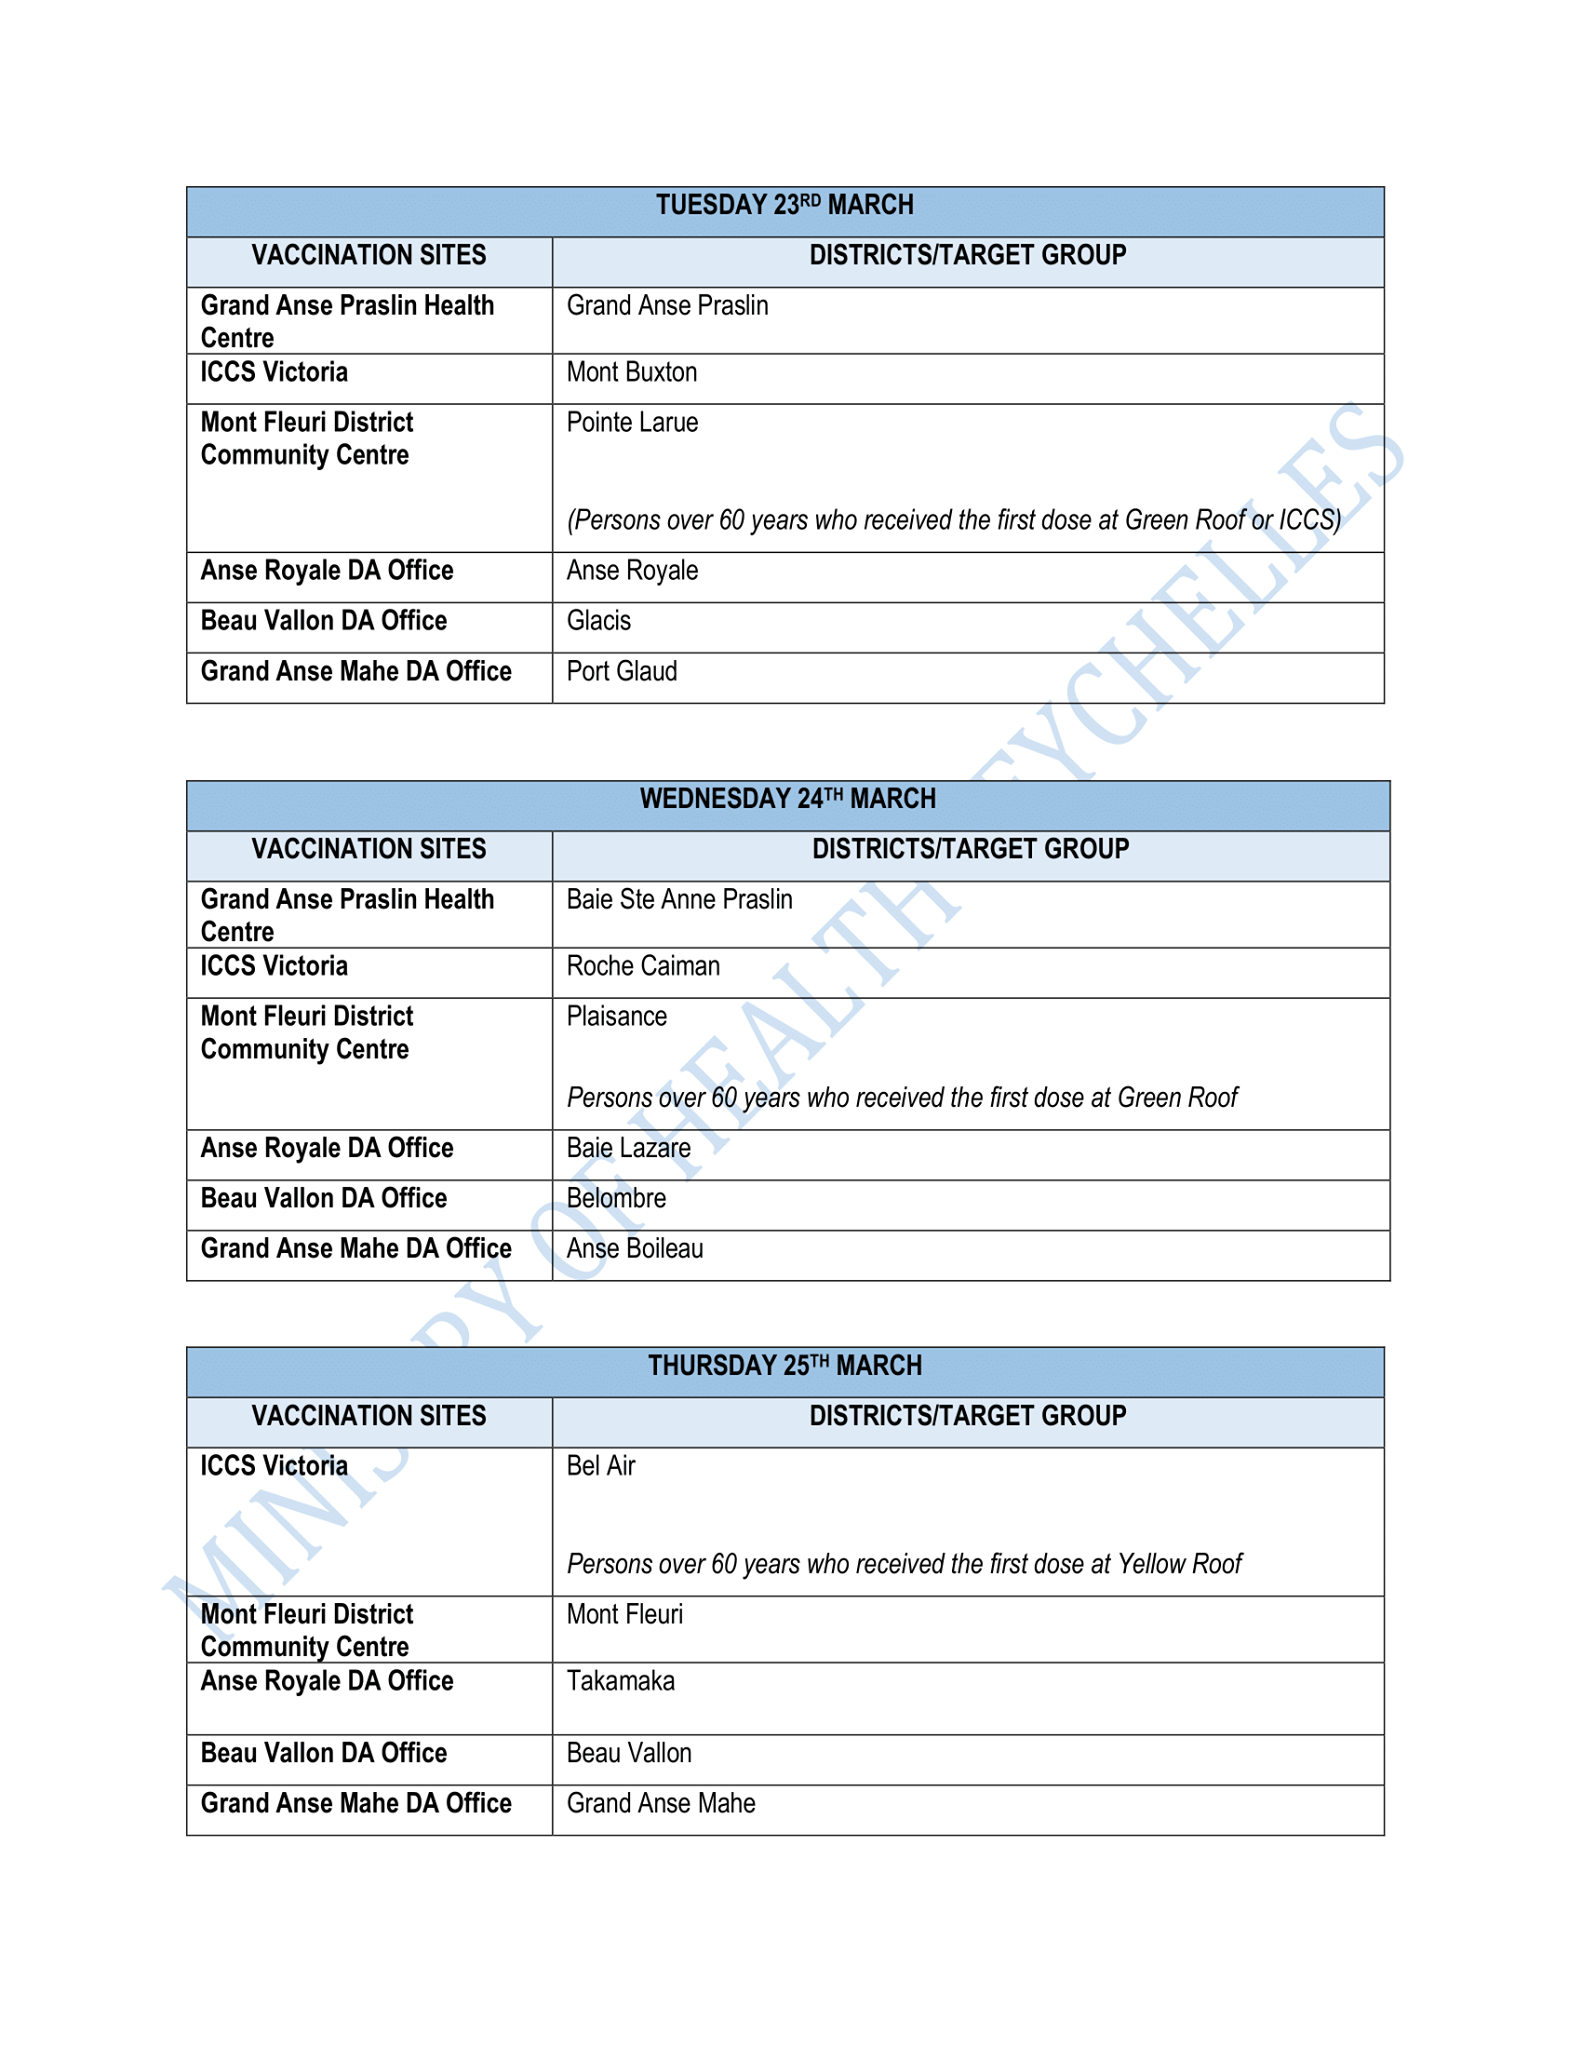 TUESDAY 23RD MARCH
VACCINATION SITES DISTRICTS/TARGET GROUP
Grand Anse Praslin Health Grand Anse Praslin
Centre
ICCS Victoria Mont Buxton
Mont Fleuri District Pointe Larue
Community Centre
(Persons over 60 years who received the first dose at Green Roof or ICCS)
Anse Royale DA Office Anse Royale
Beau Vallon DA Office Glacis
Grand Anse Mahe DA Office Port Glaud
WEDNESDAY 24TH MARCH
VACCINATION SITES DISTRICTS/TARGET GROUP
Grand Anse Praslin Health Baie Ste Anne Praslin
Centre
ICCS Victoria Roche Caiman
Mont Fleuri District Plaisance
Community Centre
Persons over 60 years who received the first dose at Green Roof
Anse Royale DA Office Baie Lazare
Beau Vallon DA Office Belombre
Grand Anse Mahe DA Office Anse Boileau
THURSDAY 25TH MARCH
VACCINATION SITES DISTRICTS/TARGET GROUP
ICCS Victoria Bel Air
Persons over 60 years who received the first dose at Yellow Roof
Mont Fleuri District Mont Fleuri
Community Centre
Anse Royale DA Office Takamaka
Beau Vallon DA Office Beau Vallon
Grand Anse Mahe DA Office Grand Anse Mahe
MINISTRY OF HEALTH SEYCHELLES